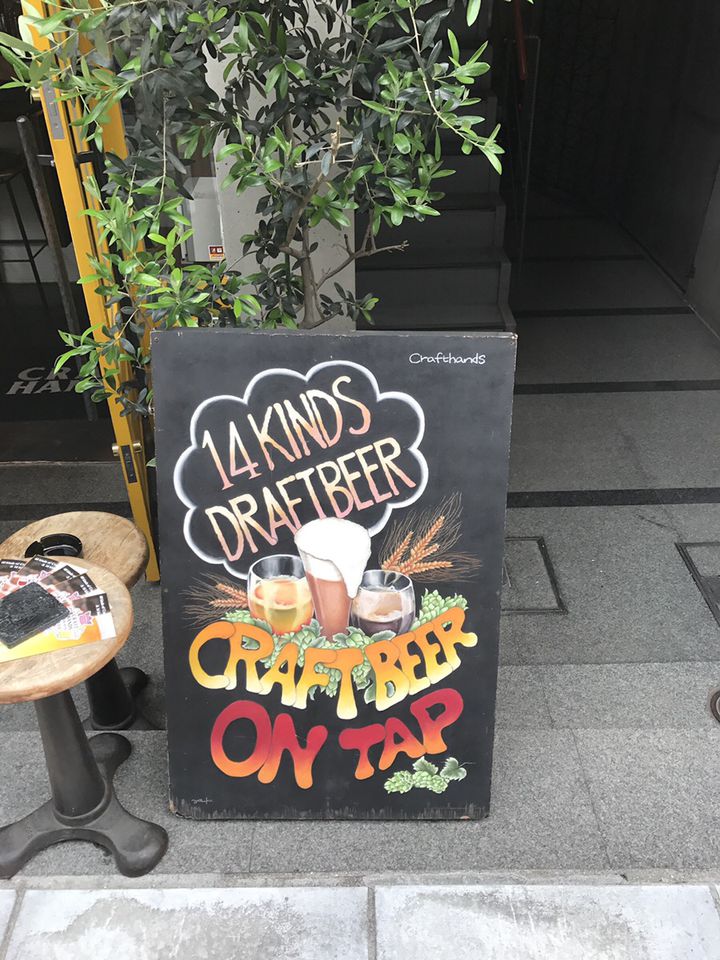 Crafthands
14 KINDS
DRAFTBEER
CRAFT BEER
ON TAP